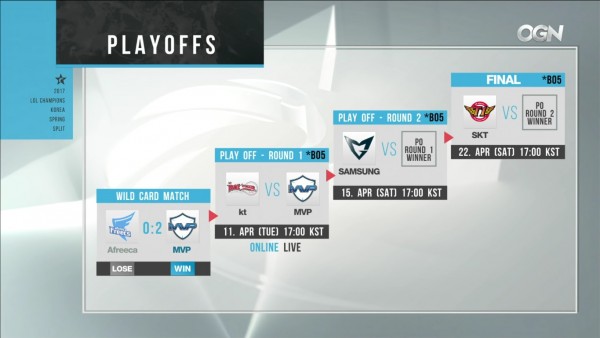 PLAYOFFS
OGN
2017
LOL CHAMPIONS
KOREA
SPRING
SPLIT
FINAL *BO5
VS
PO
ROUND 2
WINNER
SKT
22. APR (SAT) 17:00 KST
PLAY OFF - ROUND 2 *BO5
VS
PO
ROUND 1
WINNER
SAMSUNG
15. APR (SAT) 17:00 KST
PLAY OFF - ROUND 1 *BO5
VS
MVP
kt MVP
11. APR (TUE) 17:00 KST
ONLINE LIVE
WILD CARD MATCH
0:2
MVP
Afreeca MVP
LOSE WIN